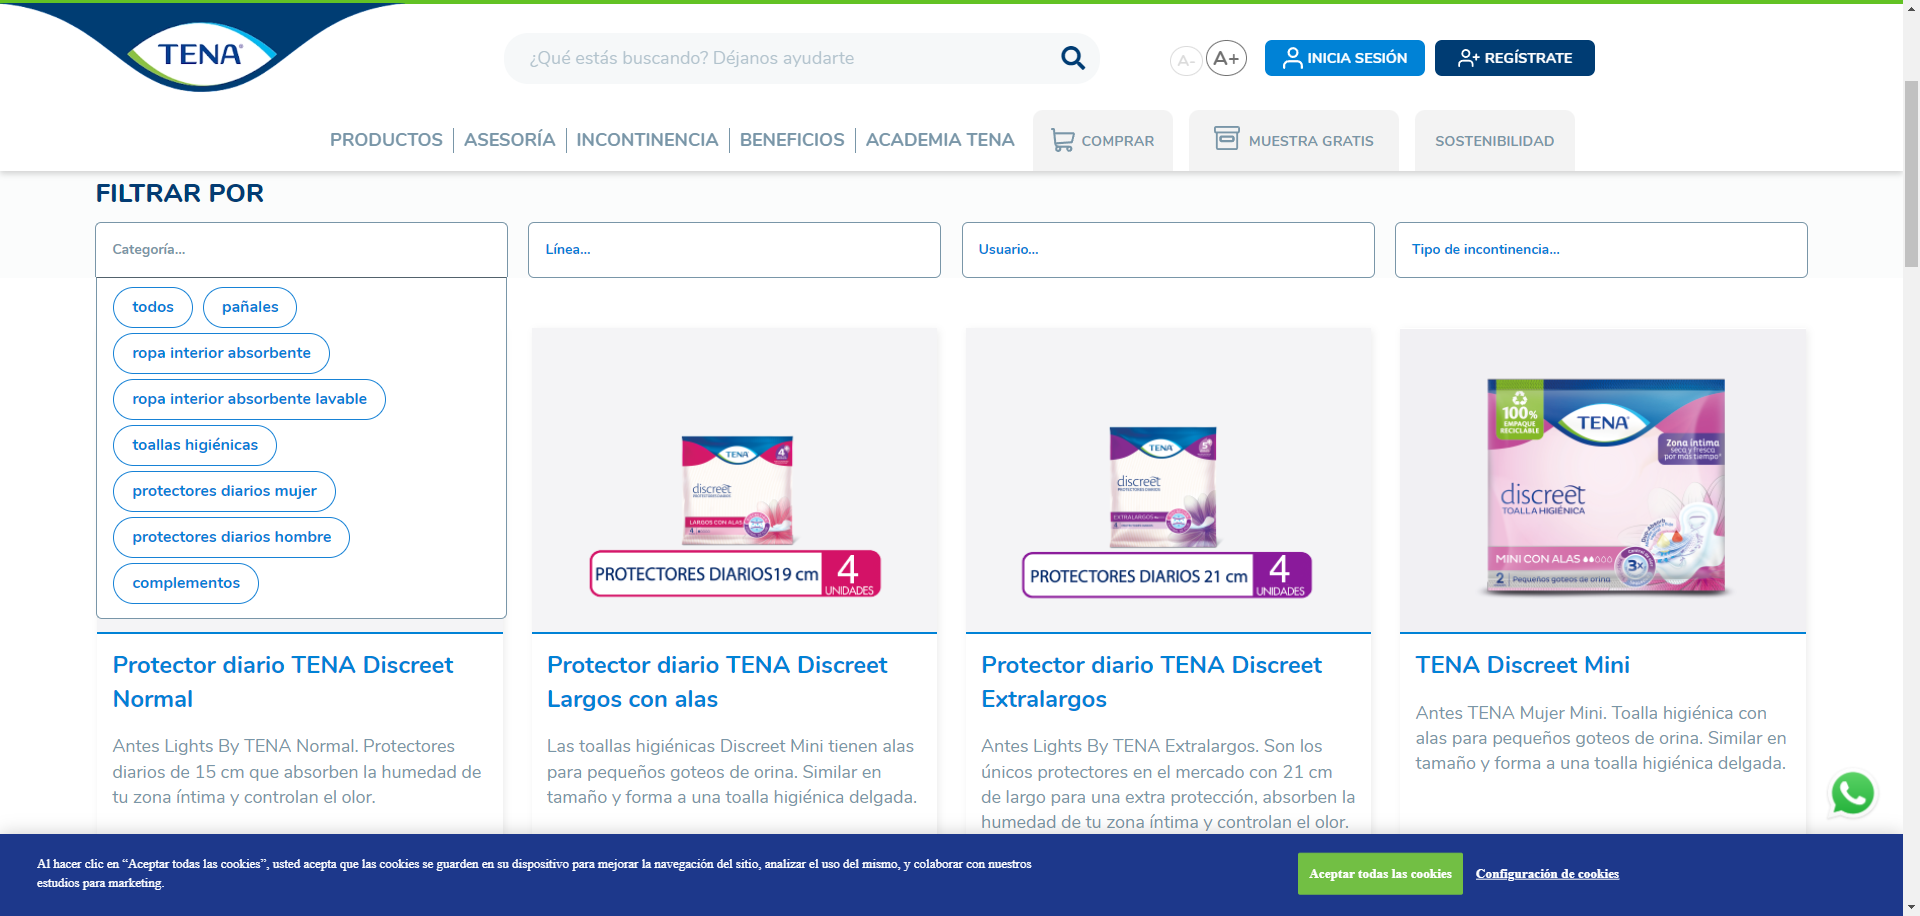 TENA
¿Qué estás buscando? Déjanos ayudarte
A-
A+
INICIA SESIÓN
REGÍSTRATE
PRODUCTOS
ASESORÍA
INCONTINENCIA
BENEFICIOS
ACADEMIA TENA
COMPRAR
MUESTRA GRATIS
SOSTENIBILIDAD
FILTRAR POR
Categoría...
Línea...
Usuario...
Tipo de incontinencia...
todos
pañales
ropa interior absorbente
ropa interior absorbente lavable
toallas higiénicas
protectores diarios mujer
protectores diarios hombre
complementos
TENA
4
discreet
PROTECTORES DIARIOS
LARGOS CON ALAS
4
PROTECTORES DIARIOS 19 cm
4
UNIDADES
TENA
discreet
PROTECTORES DIARIOS
EXTRALARGOS
4
PROTECTORES DIARIOS 21 cm
4
UNIDADES
100%
EMPAQUE
RECICLABLE
TENA
Zona íntima
seca y fresca
por más tiempo*
discreet
TOALLA HIGIÉNICA
MINI CON ALAS
3x
2
Pequeños goteos de orina
Protector diario TENA Discreet
Normal
Antes Lights By TENA Normal. Protectores
diarios de 15 cm que absorben la humedad de
tu zona íntima y controlan el olor.
Protector diario TENA Discreet
Largos con alas
Las toallas higiénicas Discreet Mini tienen alas
para pequeños goteos de orina. Similar en
tamaño y forma a una toalla higiénica delgada.
Protector diario TENA Discreet
Extralargos
Antes Lights By TENA Extralargos. Son los
únicos protectores en el mercado con 21 cm
de largo para una extra protección, absorben la
humedad de tu zona íntima y controlan el olor.
TENA Discreet Mini
Antes TENA Mujer Mini. Toalla higiénica con
alas para pequeños goteos de orina. Similar en
tamaño y forma a una toalla higiénica delgada.
Al hacer clic en “Aceptar todas las cookies”, usted acepta que las cookies se guarden en su dispositivo para mejorar la navegación del sitio, analizar el uso del mismo, y colaborar con nuestros
estudios para marketing.
Aceptar todas las cookies
Configuración de cookies